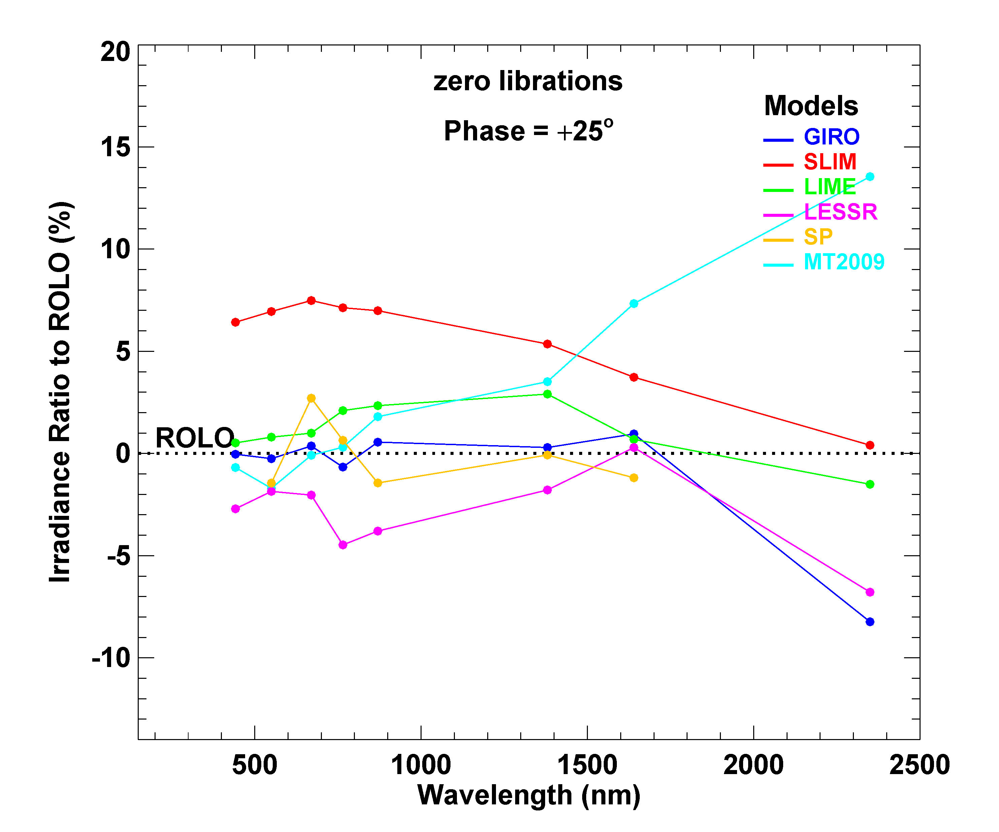 20
15
10
5
0
-5
-10
Irradiance Ratio to ROLO (%)
zero librations
Phase = +25°
Models
GIRO
SLIM
LIME
LESSR
SP
MT2009
ROLO
500 1000 1500 2000 2500
Wavelength (nm)